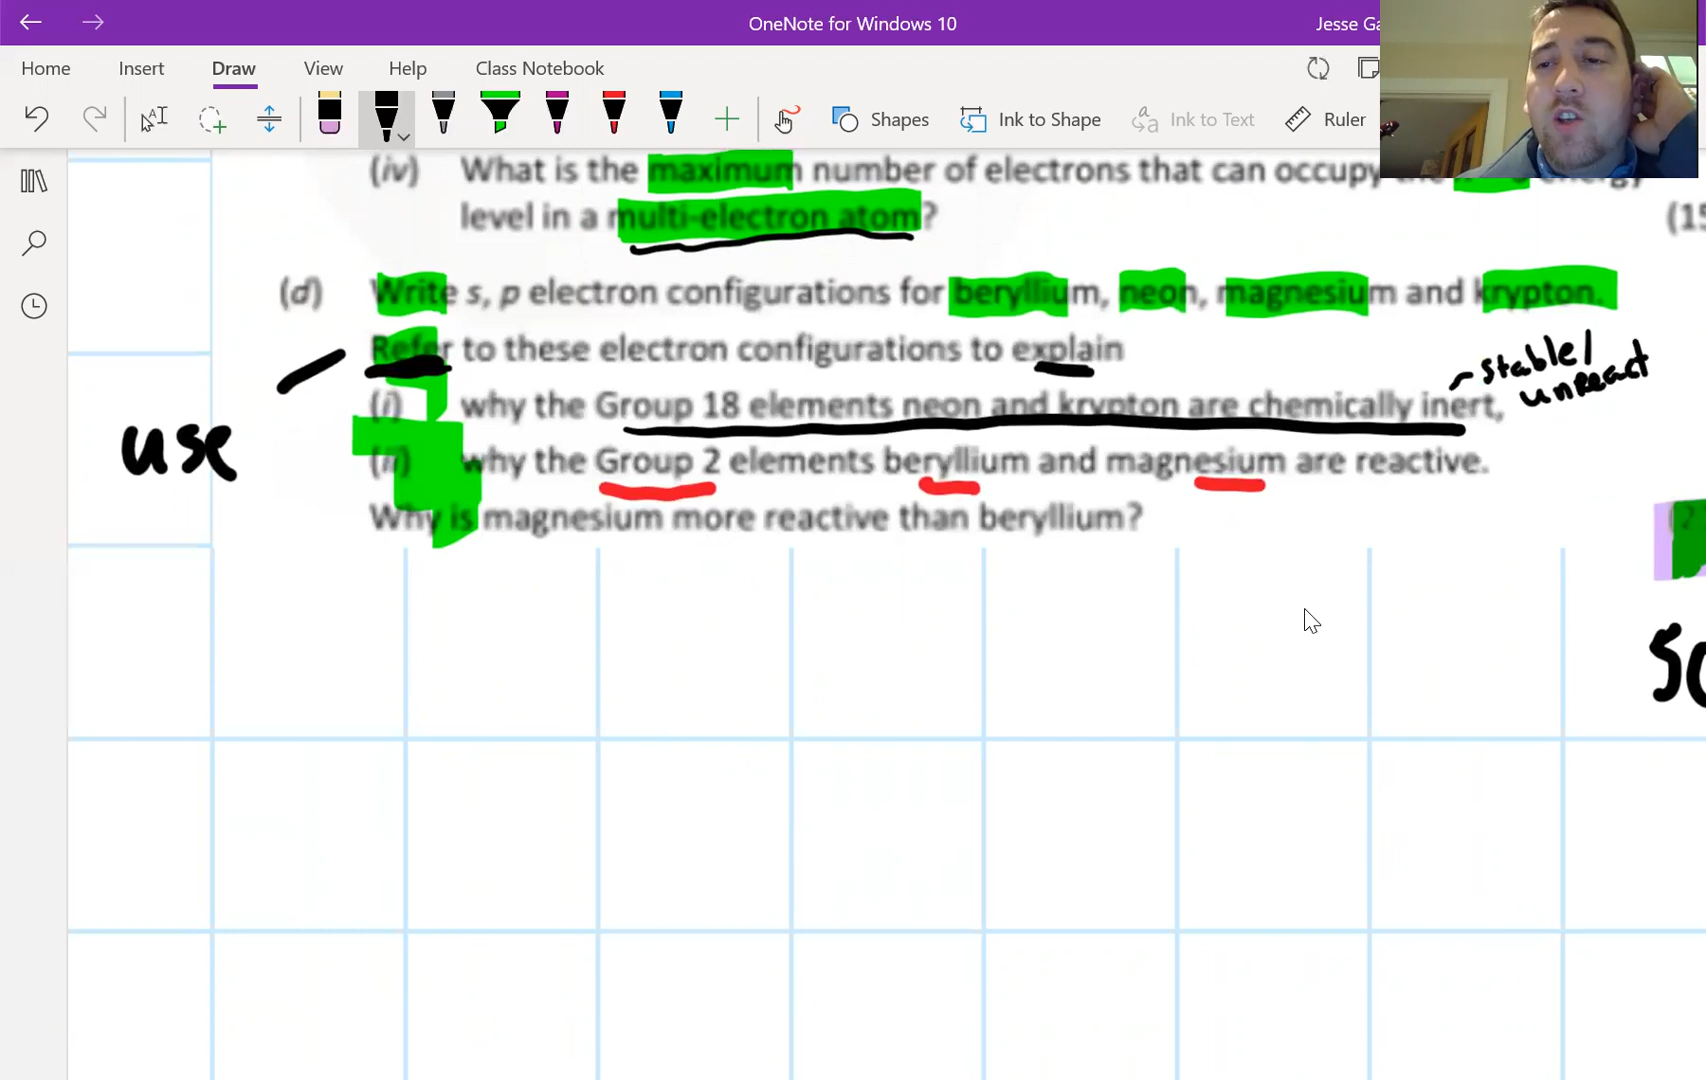 OneNote for Windows 10
Jesse Ga
Home Insert Draw View Help Class Notebook
Shapes Ink to Shape Ink to Text Ruler
(iv) What is the maximum number of electrons that can occupy
level in a multi-electron atom?
(15
(d) Write s, p electron configurations for beryllium, neon, magnesium and krypton.
Refer to these electron configurations to explain
stable/
unreact
(i) why the Group 18 elements neon and krypton are chemically inert,
use
(ii) why the Group 2 elements beryllium and magnesium are reactive.
Why is magnesium more reactive than beryllium?